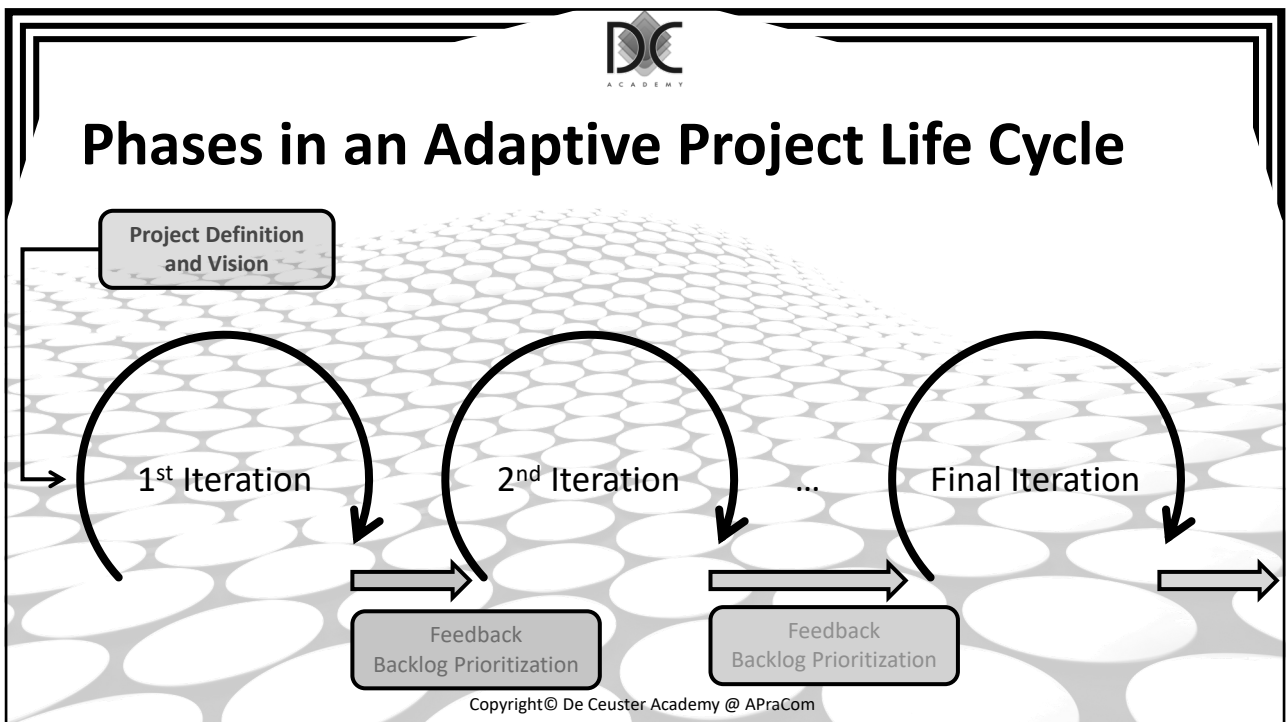 DC
ACADEMY
Phases in an Adaptive Project Life Cycle
Project Definition
and Vision
1st Iteration
2nd Iteration
...
Final Iteration
Feedback
Backlog Prioritization
Feedback
Backlog Prioritization
Copyright© De Ceuster Academy @ APraCom